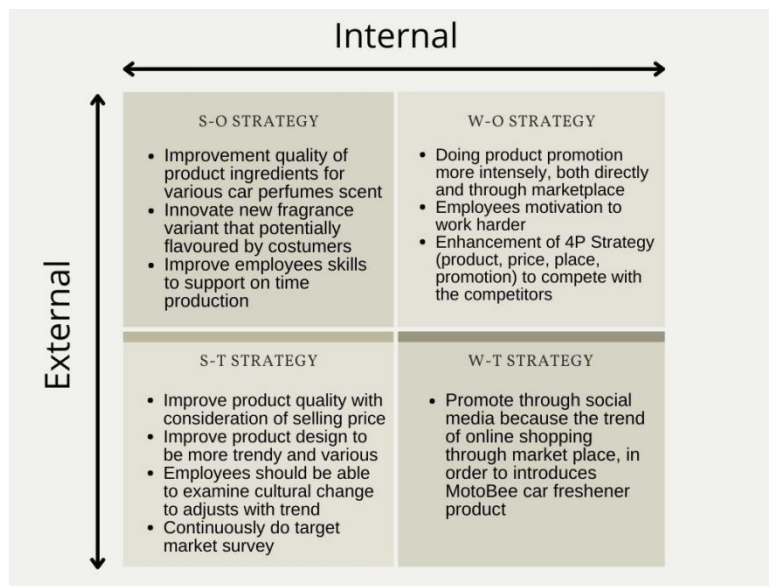 Internal
External
S-O STRATEGY
• Improvement quality of
product ingredients for
various car perfumes scent
• Innovate new fragrance
variant that potentially
flavoured by costumers
• Improve employees skills
to support on time
production
W-O STRATEGY
• Doing product promotion
more intensely, both directly
and through marketplace
• Employees motivation to
work harder
• Enhancement of 4P Strategy
(product, price, place,
promotion) to compete with
the competitors
S-T STRATEGY
• Improve product quality with
consideration of selling price
• Improve product design to
be more trendy and various
• Employees should be able
to examine cultural change
to adjusts with trend
• Continuously do target
market survey
W-T STRATEGY
• Promote through social
media because the trend
of online shopping
through market place, in
order to introduces
MotoBee car freshener
product